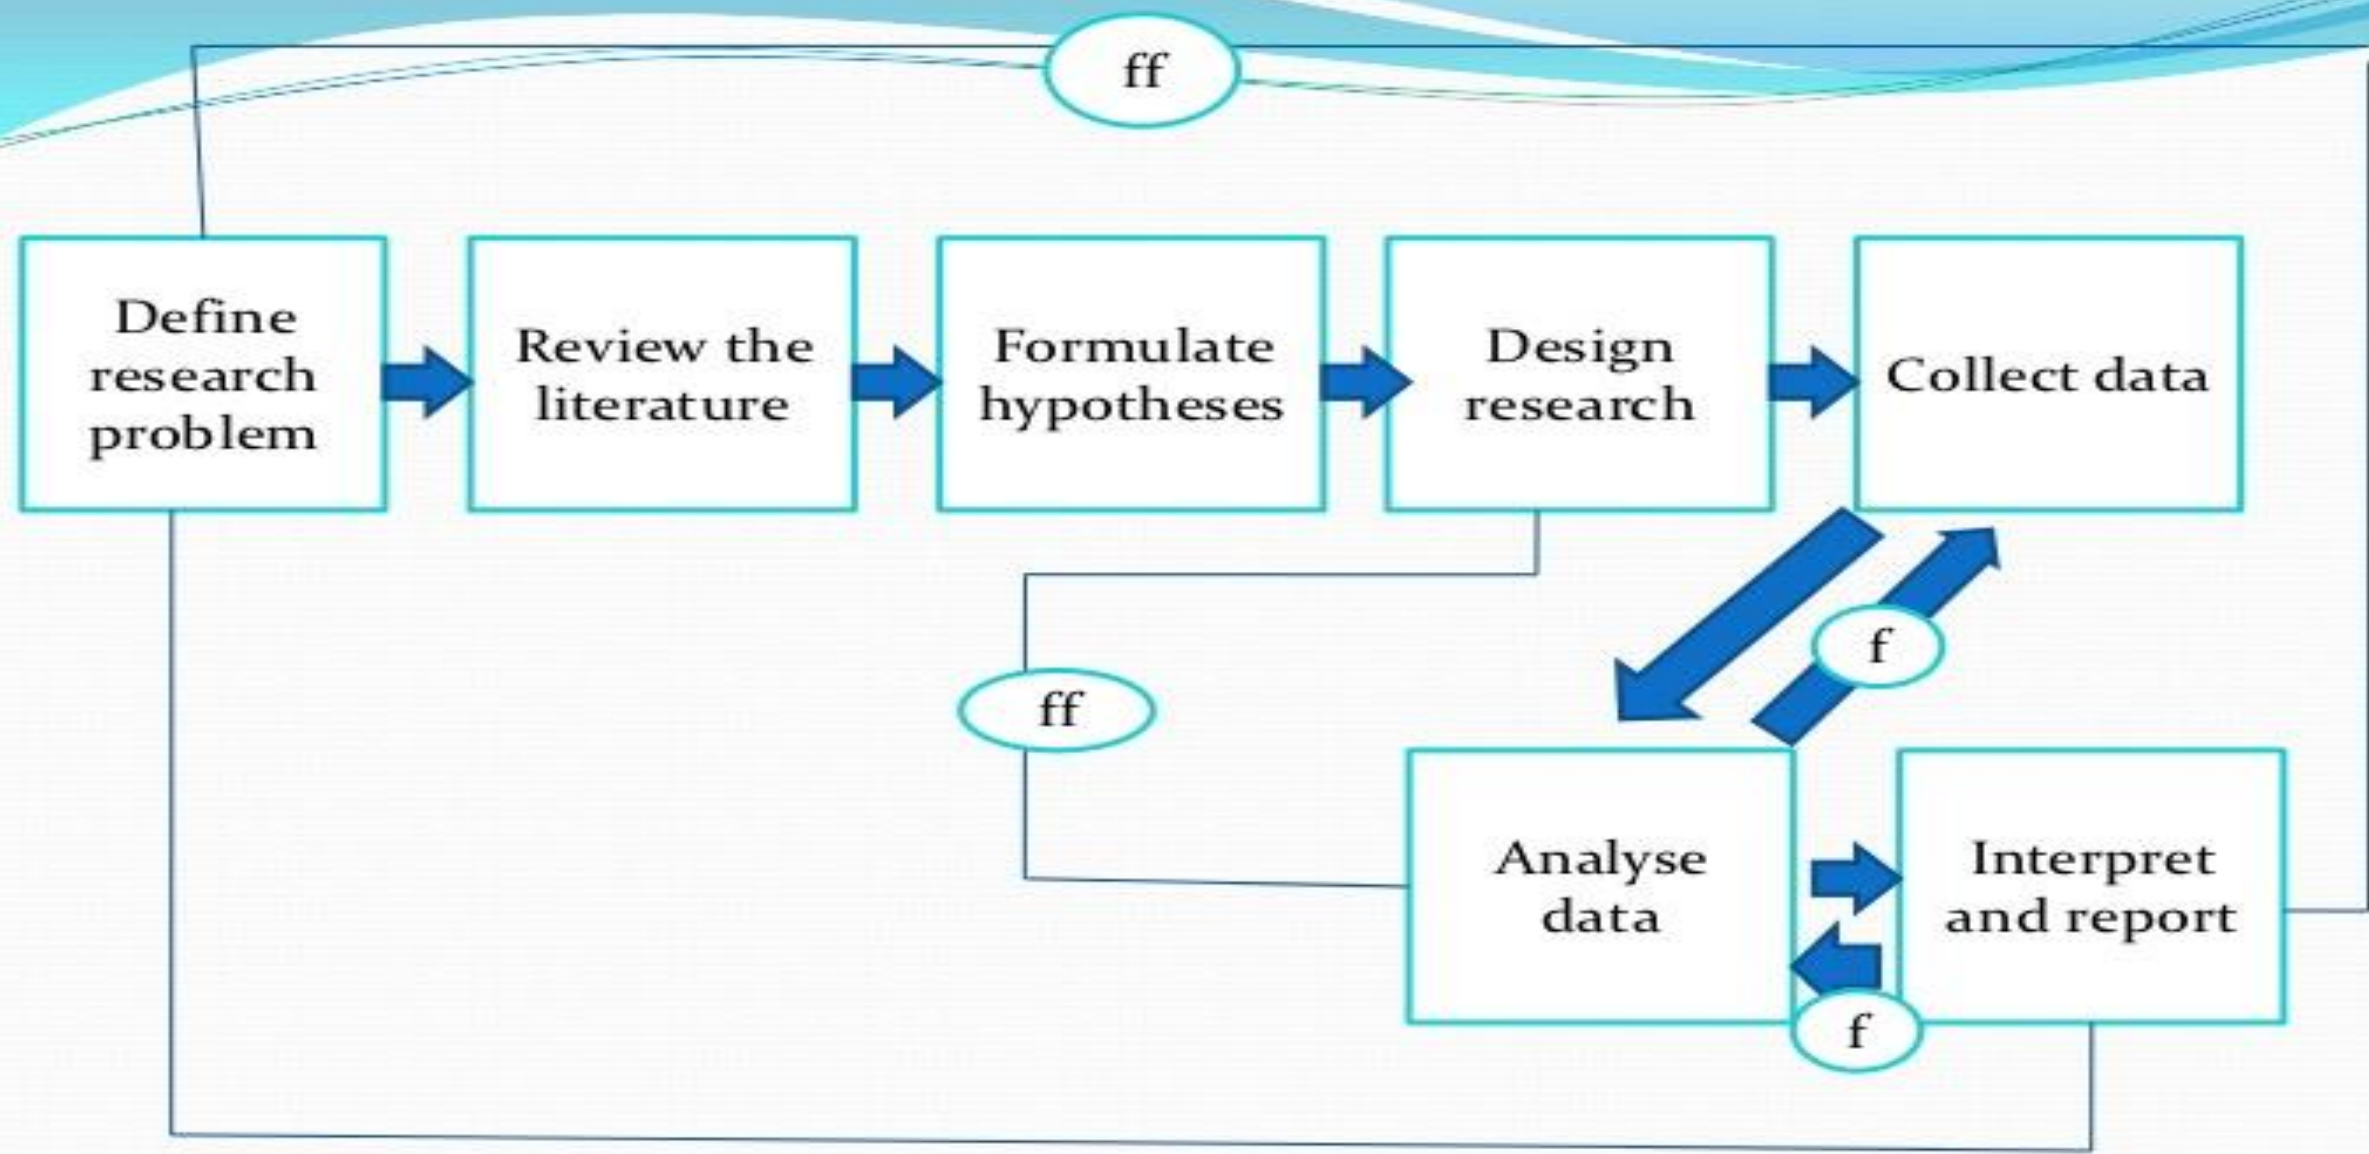 ff
Define
research
problem
Review the
literature
Formulate
hypotheses
Design
research
Collect data
f
ff
Analyse
data
Interpret
and report
f